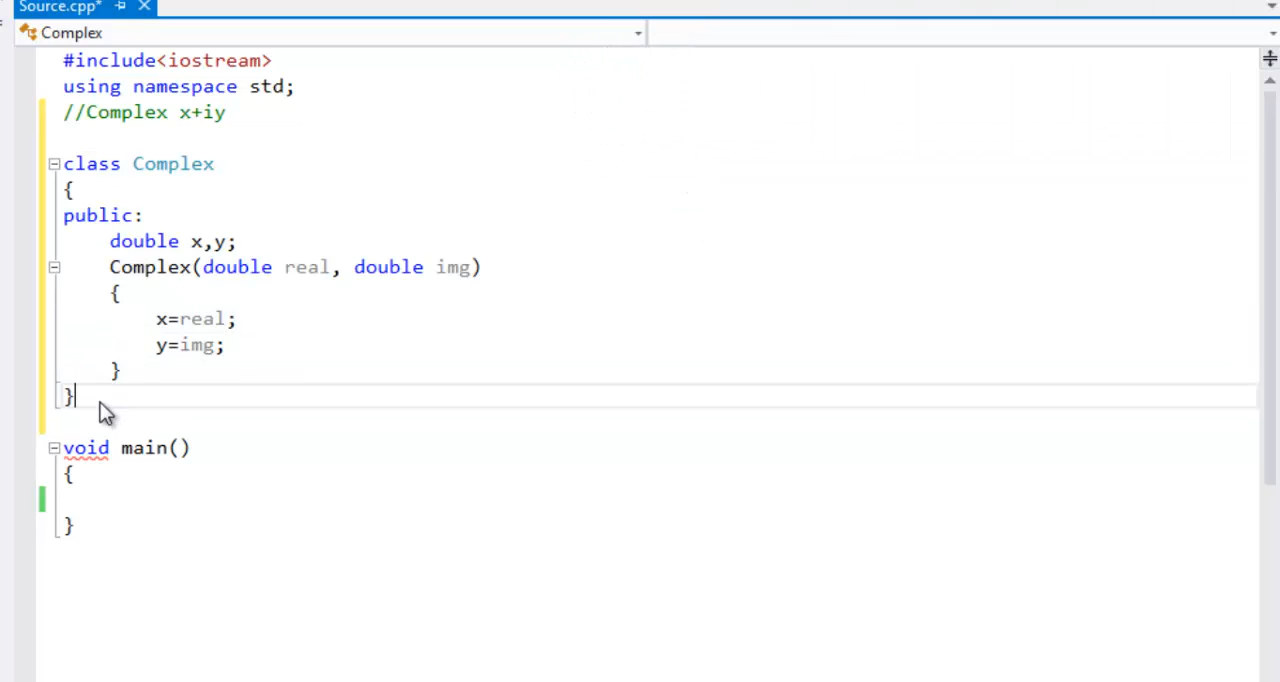 Source.cpp*
Complex
#include<iostream>
using namespace std;
//Complex x+iy
class Complex
{
public:
double x,y;
Complex(double real, double img)
{
x=real;
y=img;
}
}
void main()
{
}